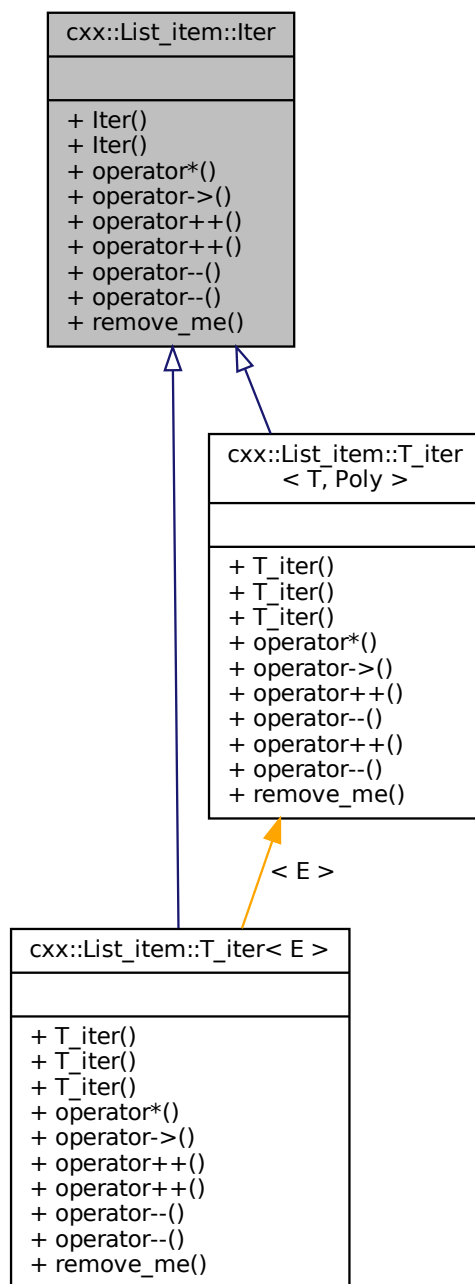 cxx::List_item::Iter
+ Iter()
+ Iter()
+ operator*()
+ operator->()
+ operator++()
+ operator++()
+ operator--()
+ operator--()
+ remove_me()
cxx::List_item::T_iter
< T, Poly >
+ T_iter()
+ T_iter()
+ T_iter()
+ operator*()
+ operator->()
+ operator++()
+ operator--()
+ operator++()
+ operator--()
+ remove_me()
< E >
cxx::List_item::T_iter< E >
+ T_iter()
+ T_iter()
+ T_iter()
+ operator*()
+ operator->()
+ operator++()
+ operator++()
+ operator--()
+ operator--()
+ remove_me()